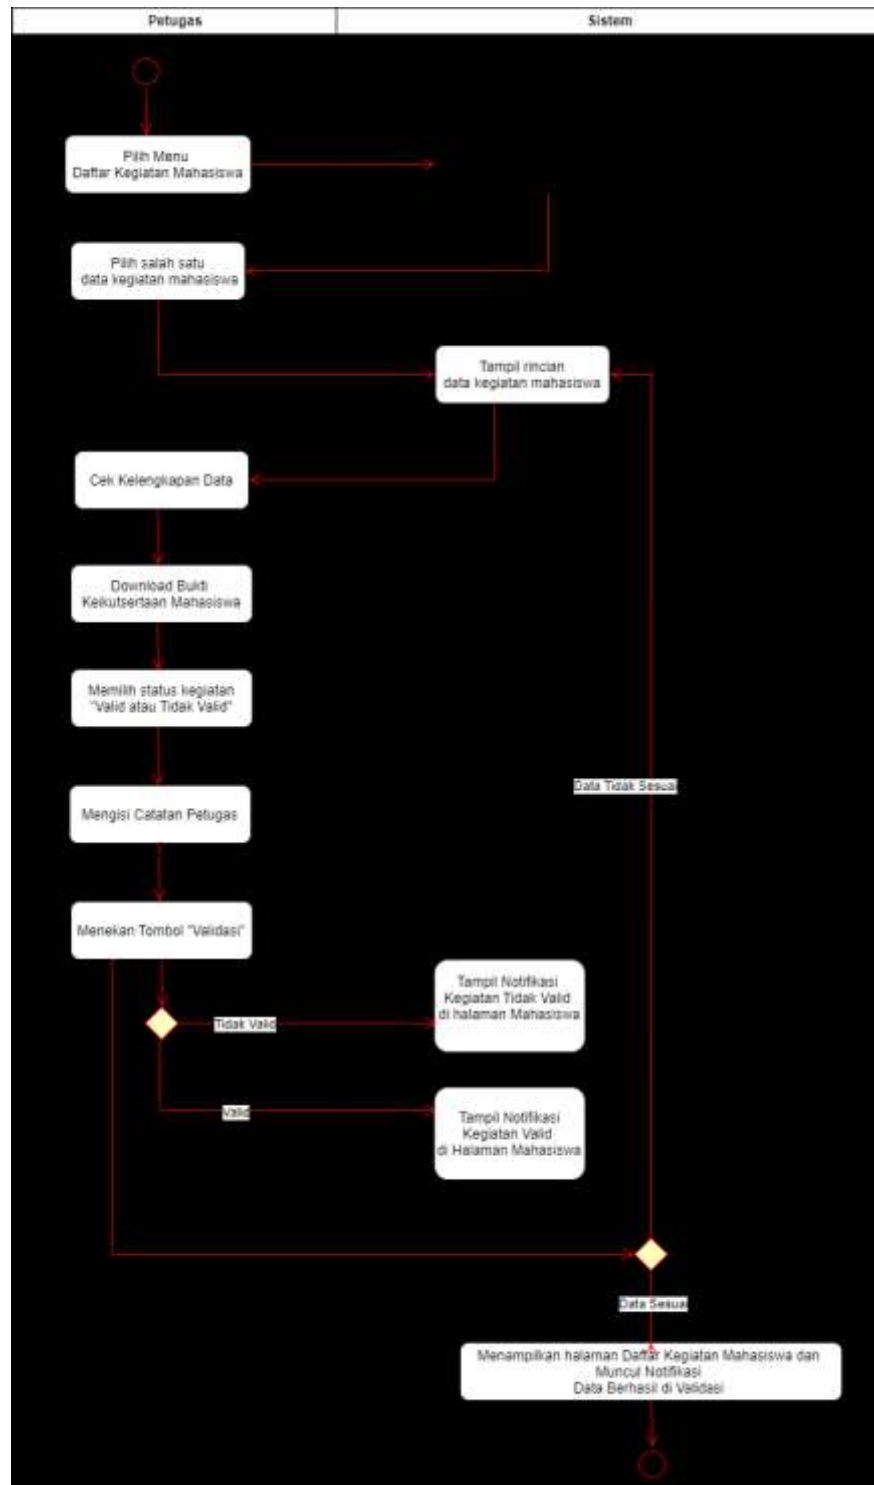 Petugas
Sistem
Pilih Menu
Daftar Kegiatan Mahasiswa
Pilih salah satu
data kegiatan mahasiswa
Tampil rincian
data kegiatan mahasiswa
Cek Kelengkapan Data
Download Bukti
Keikutsertaan Mahasiswa
Memilih status kegiatan
"Valid atau Tidak Valid"
Data Tidak Sesuai
Mengisi Catatan Petugas
Menekan Tombol "Validasi"
Tampil Notifikasi
Kegiatan Tidak Valid
di halaman Mahasiswa
Tidak Valid
Valid
Tampil Notifikasi
Kegiatan Valid
di Halaman Mahasiswa
Data Sesuai
Menampilkan halaman Daftar Kegiatan Mahasiswa dan
Muncul Notifikasi
Data Berhasil di Validasi